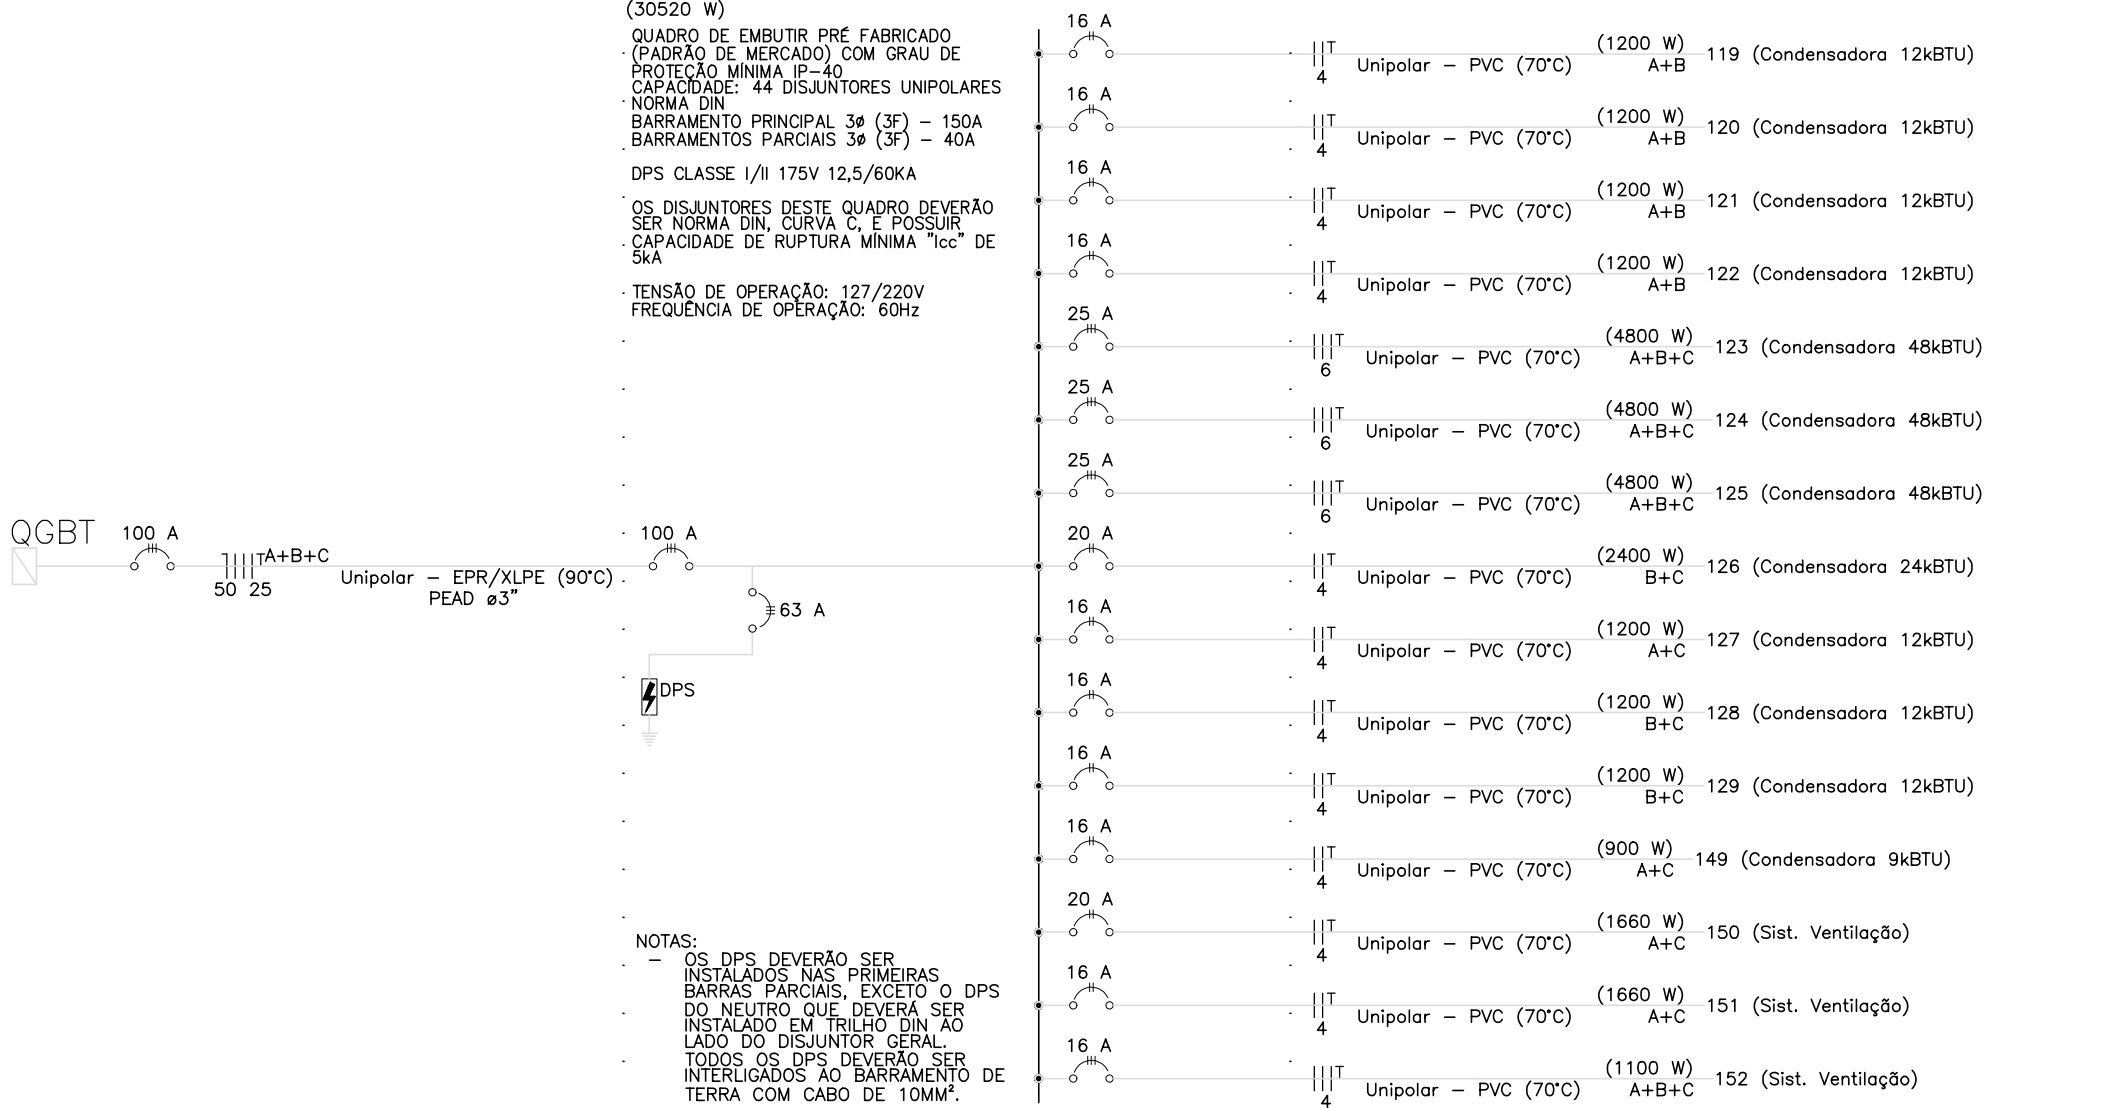 (30520 W)
QUADRO DE EMBUTIR PRÉ FABRICADO
(PADRÃO DE MERCADO) COM GRAU DE
PROTEÇÃO MÍNIMA IP-40
CAPACIDADE: 44 DISJUNTORES UNIPOLARES
NORMA DIN
BARRAMENTO PRINCIPAL 3ø (3F) - 150A
BARRAMENTOS PARCIAIS 3ø (3F) - 40A
DPS CLASSE I/II 175V 12,5/60KA
OS DISJUNTORES DESTE QUADRO DEVERÃO
SER NORMA DIN, CURVA C, E POSSUIR
CAPACIDADE DE RUPTURA MÍNIMA "Icc" DE
5kA
TENSÃO DE OPERAÇÃO: 127/220V
FREQUÊNCIA DE OPERAÇÃO: 60Hz
QGBT
100 A
A+B+C
50 25
Unipolar - EPR/XLPE (90°C)
PEAD ø3"
100 A
63 A
DPS
NOTAS:
- OS DPS DEVERÃO SER
INSTALADOS NAS PRIMEIRAS
BARRAS PARCIAIS, EXCETO O DPS
DO NEUTRO QUE DEVERÁ SER
INSTALADO EM TRILHO DIN AO
LADO DO DISJUNTOR GERAL.
TODOS OS DPS DEVERÃO SER
INTERLIGADOS AO BARRAMENTO DE
TERRA COM CABO DE 10MM².
16 A
4 Unipolar - PVC (70°C) (1200 W) A+B 119 (Condensadora 12kBTU)
16 A
4 Unipolar - PVC (70°C) (1200 W) A+B 120 (Condensadora 12kBTU)
16 A
4 Unipolar - PVC (70°C) (1200 W) A+B 121 (Condensadora 12kBTU)
16 A
4 Unipolar - PVC (70°C) (1200 W) A+B 122 (Condensadora 12kBTU)
25 A
6 Unipolar - PVC (70°C) (4800 W) A+B+C 123 (Condensadora 48kBTU)
25 A
6 Unipolar - PVC (70°C) (4800 W) A+B+C 124 (Condensadora 48kBTU)
25 A
6 Unipolar - PVC (70°C) (4800 W) A+B+C 125 (Condensadora 48kBTU)
20 A
4 Unipolar - PVC (70°C) (2400 W) B+C 126 (Condensadora 24kBTU)
16 A
4 Unipolar - PVC (70°C) (1200 W) A+C 127 (Condensadora 12kBTU)
16 A
4 Unipolar - PVC (70°C) (1200 W) B+C 128 (Condensadora 12kBTU)
16 A
4 Unipolar - PVC (70°C) (1200 W) B+C 129 (Condensadora 12kBTU)
16 A
4 Unipolar - PVC (70°C) (900 W) A+C 149 (Condensadora 9kBTU)
20 A
4 Unipolar - PVC (70°C) (1660 W) A+C 150 (Sist. Ventilação)
16 A
4 Unipolar - PVC (70°C) (1660 W) A+C 151 (Sist. Ventilação)
16 A
4 Unipolar - PVC (70°C) (1100 W) A+B+C 152 (Sist. Ventilação)